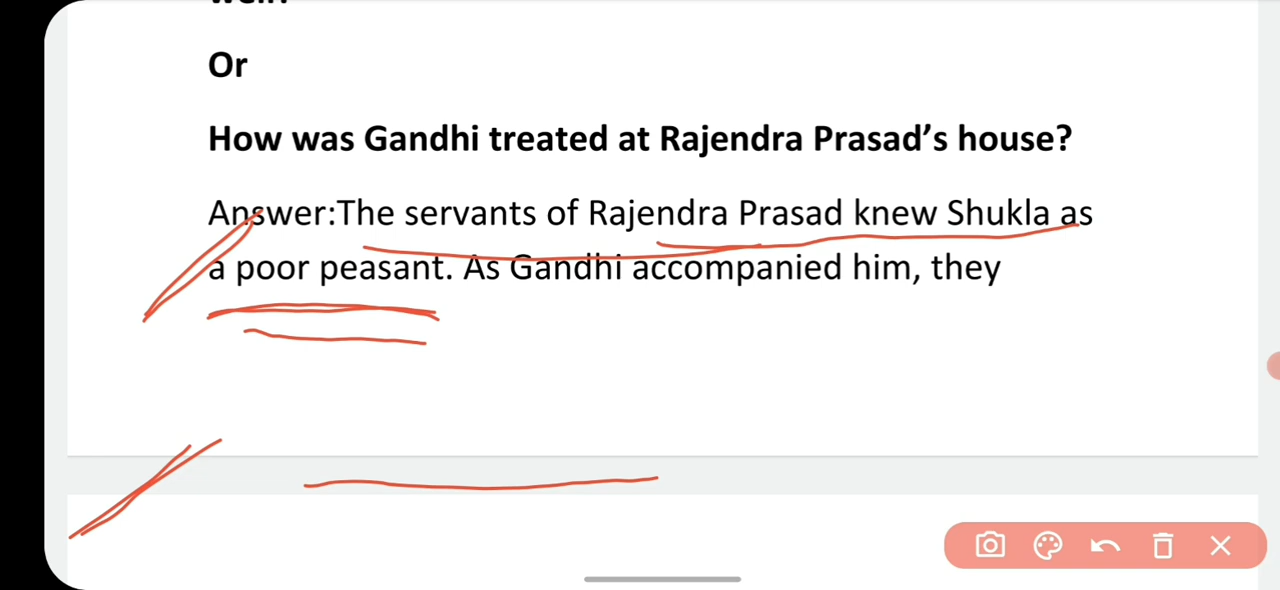 Or
How was Gandhi treated at Rajendra Prasad’s house?
Answer:The servants of Rajendra Prasad knew Shukla as
a poor peasant. As Gandhi accompanied him, they